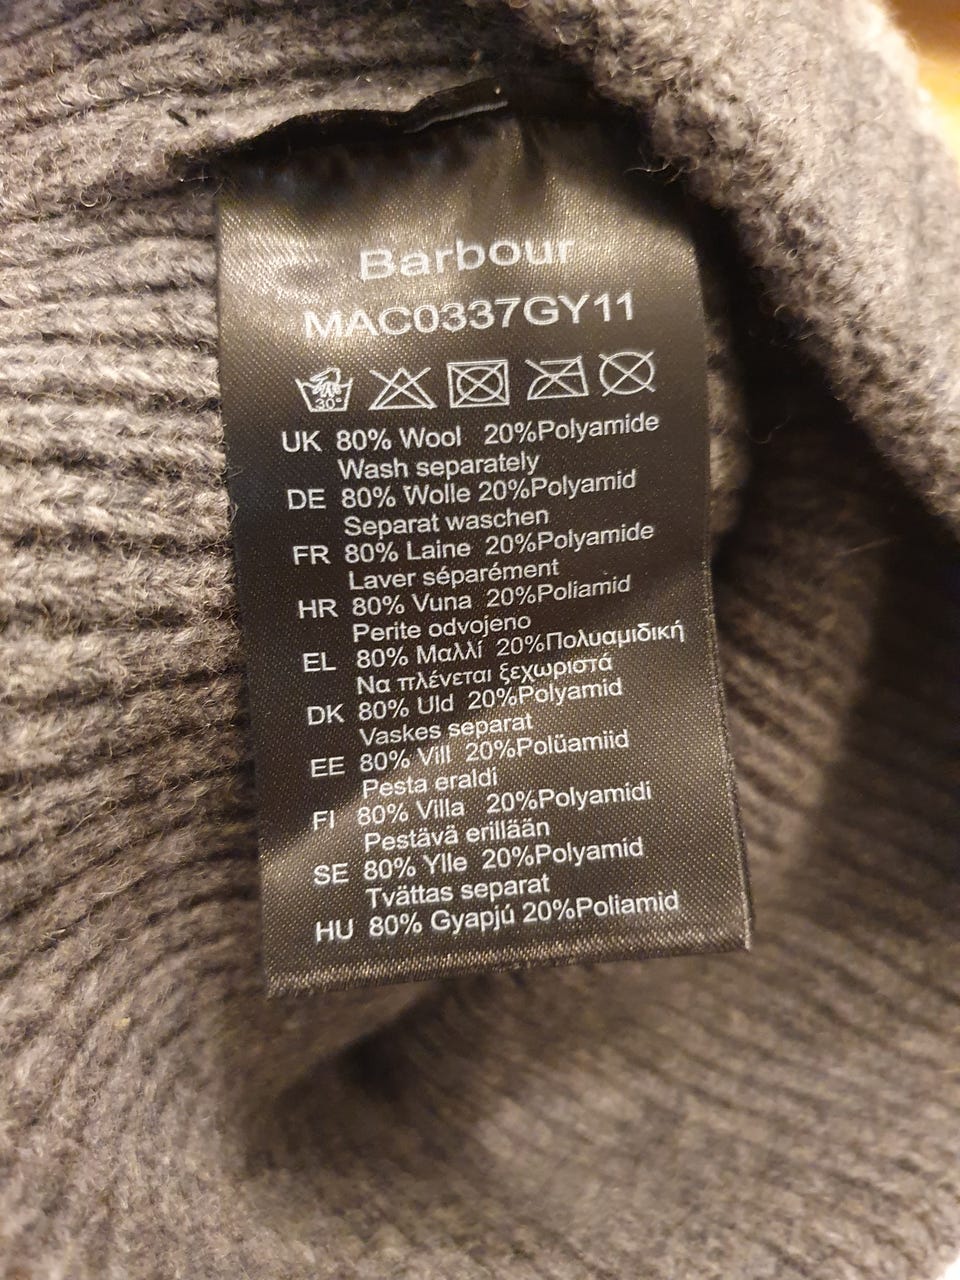 Barbour
MAC0337GY11
30°
UK 80% Wool 20%Polyamide
Wash separately
DE 80% Wolle 20%Polyamid
Separat waschen
FR 80% Laine 20%Polyamide
Laver séparément
HR 80% Vuna 20%Poliamid
Perite odvojeno
EL 80% Μαλλί 20%Πολυαμιδική
Να πλένεται ξεχωριστά
DK 80% Uld 20%Polyamid
Vaskes separat
EE 80% Vill 20%Polüamiid
Pesta eraldi
FI 80% Villa 20%Polyamidi
Pestävä erillään
SE 80% Ylle 20%Polyamid
Tvättas separat
HU 80% Gyapjú 20%Poliamid